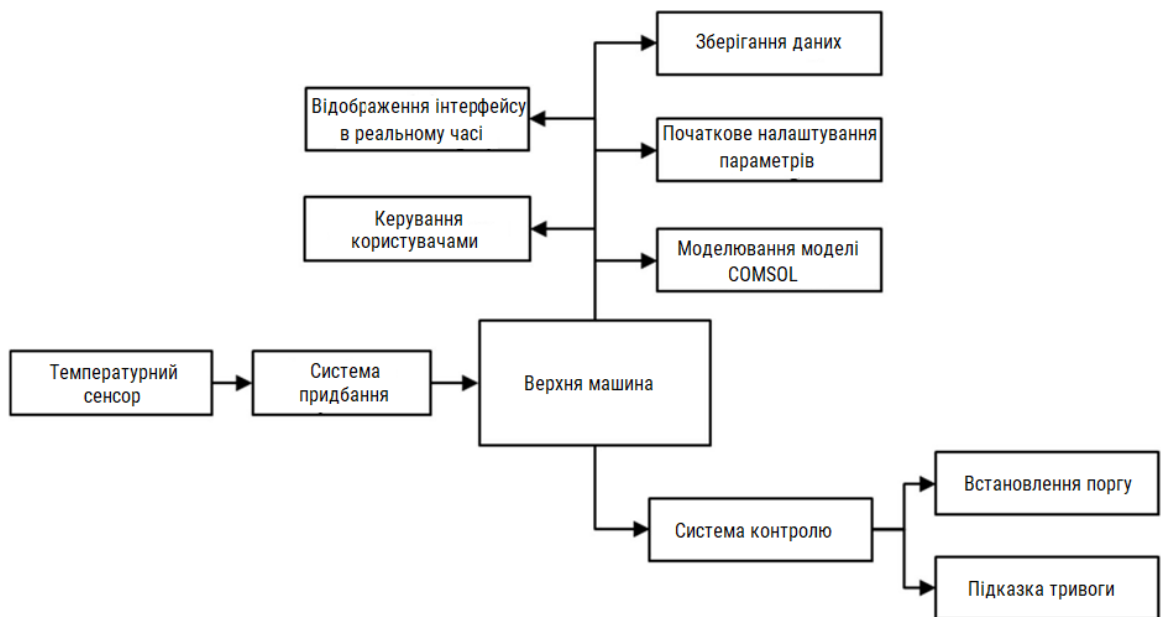 Зберігання даних
Відображення інтерфейсу
в реальному часі
Початкове налаштування
параметрів
Керування
користувачами
Моделювання моделі
COMSOL
Температурний
сенсор
Система
придбання
Верхня машина
Встановлення поргу
Система контролю
Підказка тривоги